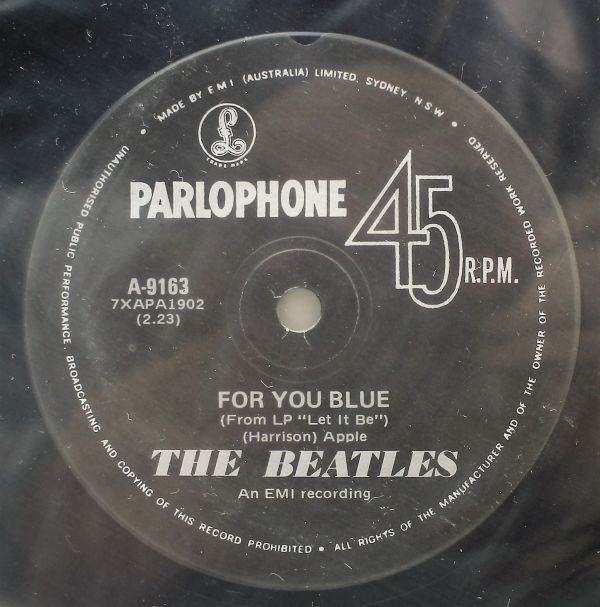 MADE BY E M I (AUSTRALIA) LIMITED, SYDNEY, N.S.W.
£
TRADE MARK
PARLOPHONE
45 R.P.M.
A-9163
7XAPA1902
(2.23)
FOR YOU BLUE
(From LP “Let It Be”)
(Harrison) Apple
THE BEATLES
An EMI recording
UNAUTHORISED PUBLIC PERFORMANCE, BROADCASTING AND COPYING OF THIS RECORD PROHIBITED • ALL RIGHTS OF THE MANUFACTURER AND OF THE OWNER OF THE RECORDED WORK RESERVED